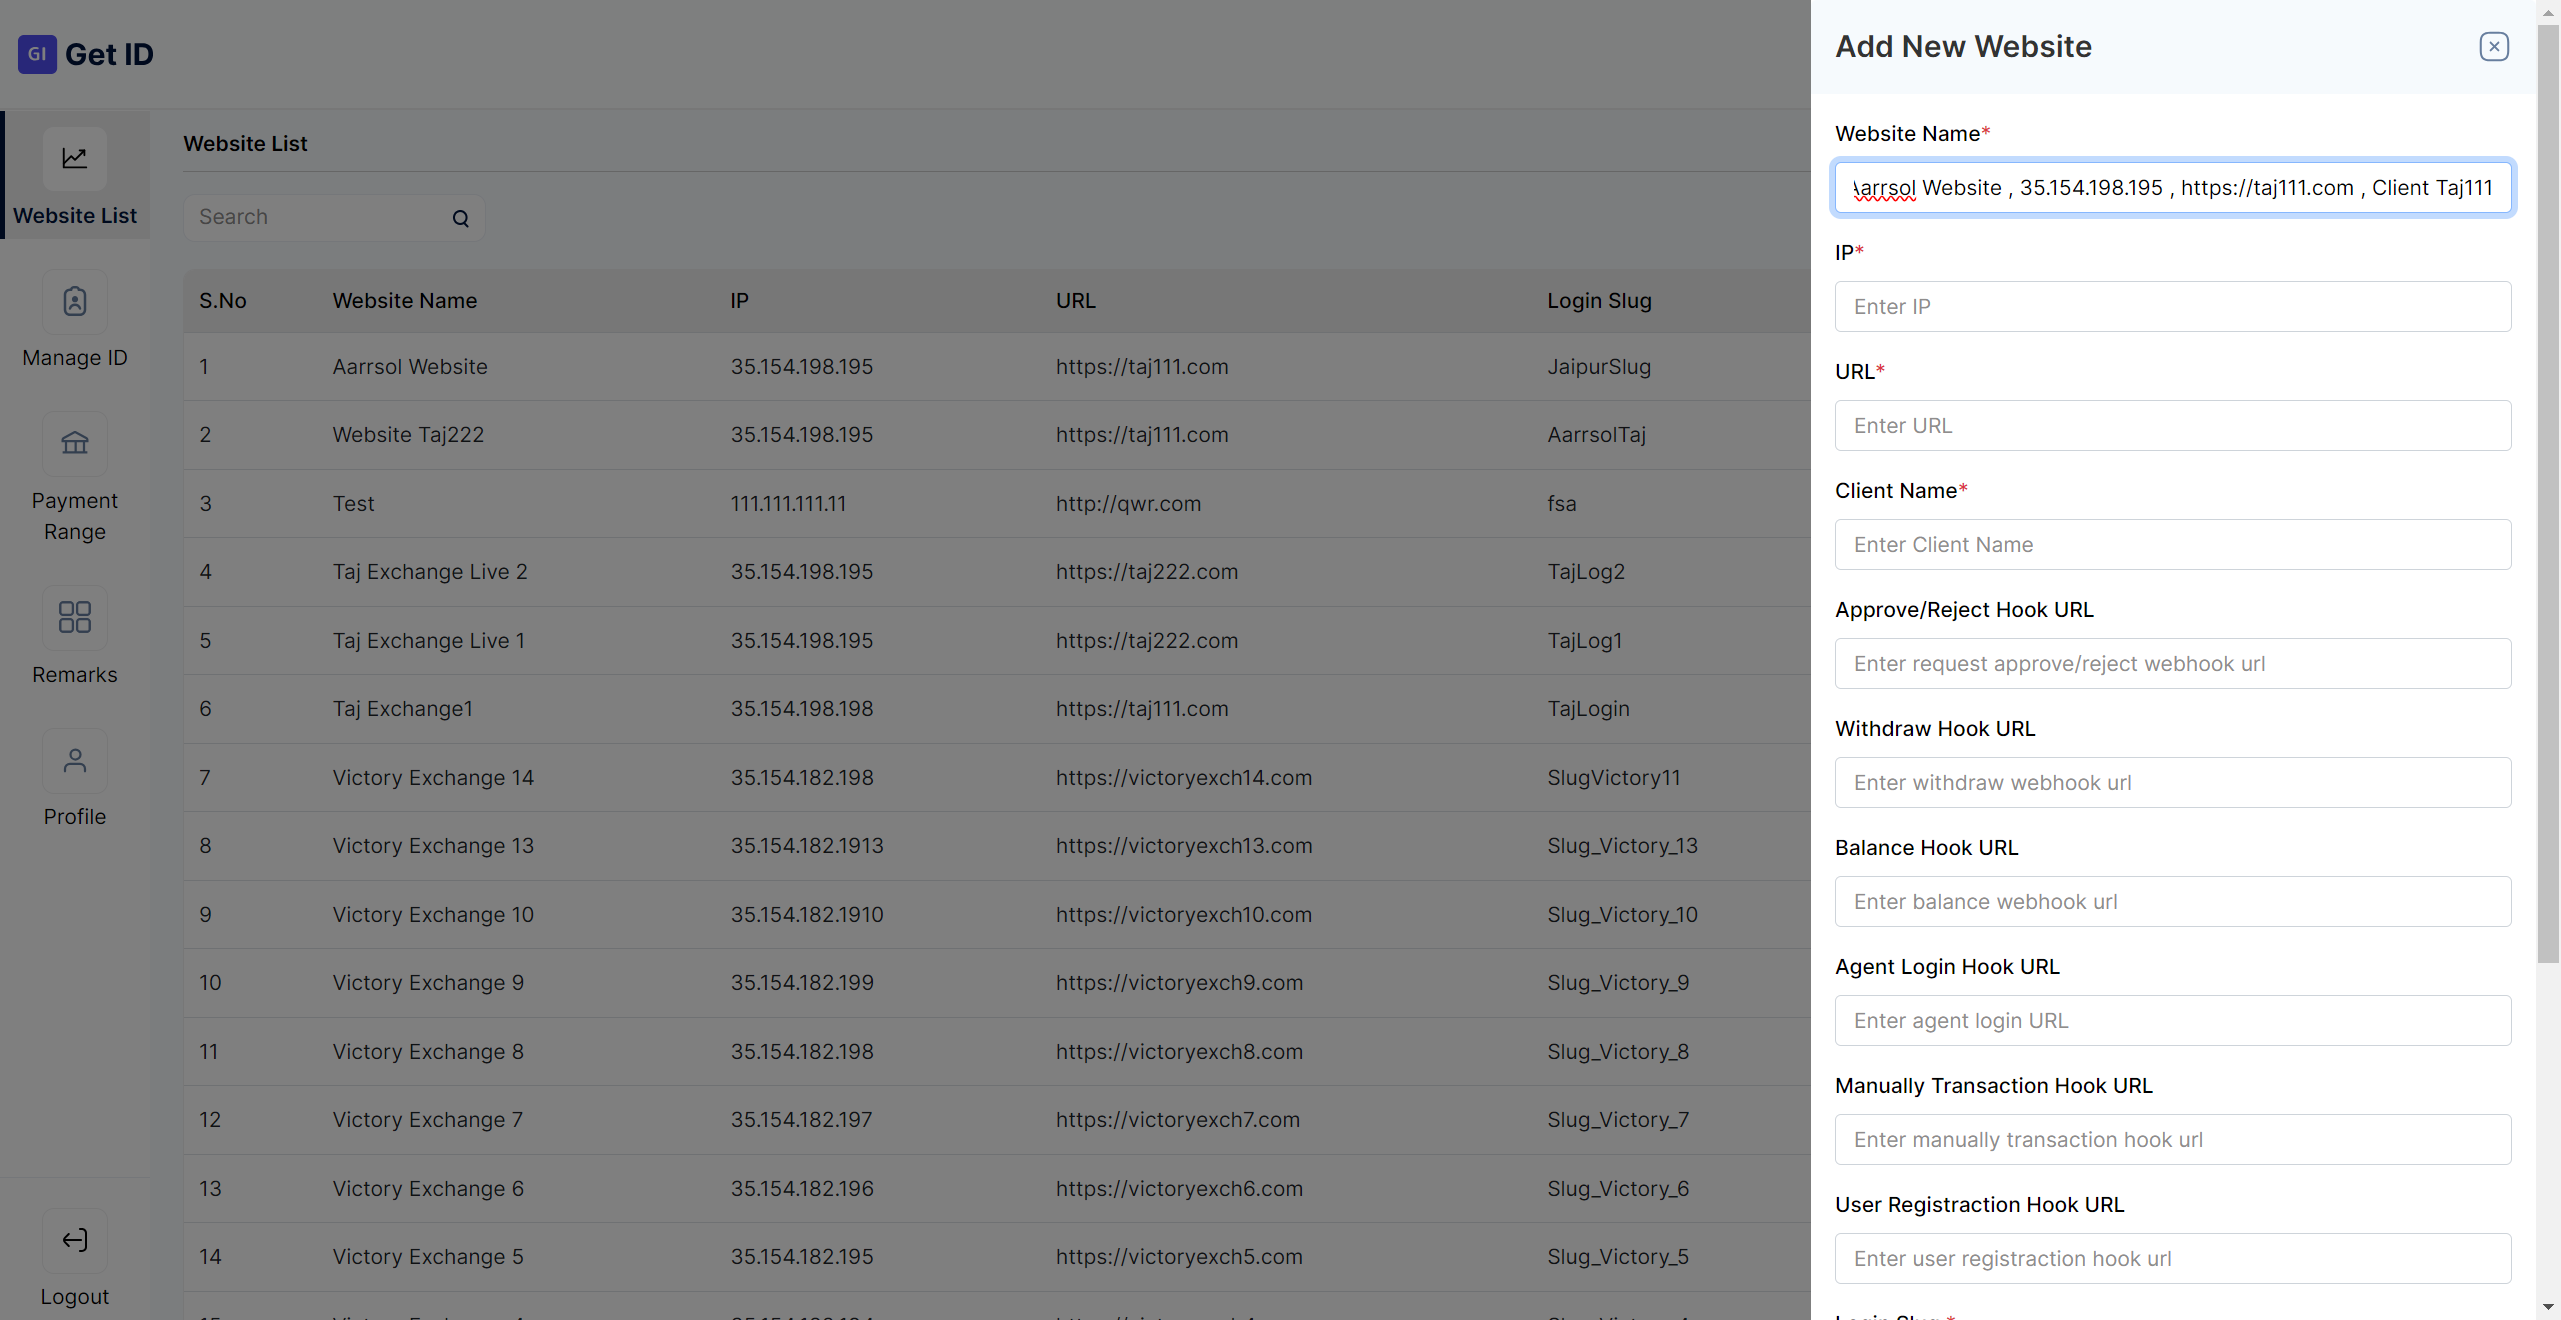 GI Get ID
Website List
Manage ID
Payment
Range
Remarks
Profile
Logout
Website List
Search
S.No Website Name IP URL Login Slug
1 Aarrsol Website 35.154.198.195 https://taj111.com JaipurSlug
2 Website Taj222 35.154.198.195 https://taj111.com AarrsolTaj
3 Test 111.111.111.11 http://qwr.com fsa
4 Taj Exchange Live 2 35.154.198.195 https://taj222.com TajLog2
5 Taj Exchange Live 1 35.154.198.195 https://taj222.com TajLog1
6 Taj Exchange1 35.154.198.198 https://taj111.com TajLogin
7 Victory Exchange 14 35.154.182.198 https://victoryexch14.com SlugVictory11
8 Victory Exchange 13 35.154.182.1913 https://victoryexch13.com Slug_Victory_13
9 Victory Exchange 10 35.154.182.1910 https://victoryexch10.com Slug_Victory_10
10 Victory Exchange 9 35.154.182.199 https://victoryexch9.com Slug_Victory_9
11 Victory Exchange 8 35.154.182.198 https://victoryexch8.com Slug_Victory_8
12 Victory Exchange 7 35.154.182.197 https://victoryexch7.com Slug_Victory_7
13 Victory Exchange 6 35.154.182.196 https://victoryexch6.com Slug_Victory_6
14 Victory Exchange 5 35.154.182.195 https://victoryexch5.com Slug_Victory_5
Add New Website
Website Name*
Aarrsol Website , 35.154.198.195 , https://taj111.com , Client Taj111
IP*
Enter IP
URL*
Enter URL
Client Name*
Enter Client Name
Approve/Reject Hook URL
Enter request approve/reject webhook url
Withdraw Hook URL
Enter withdraw webhook url
Balance Hook URL
Enter balance webhook url
Agent Login Hook URL
Enter agent login URL
Manually Transaction Hook URL
Enter manually transaction hook url
User Registraction Hook URL
Enter user registraction hook url